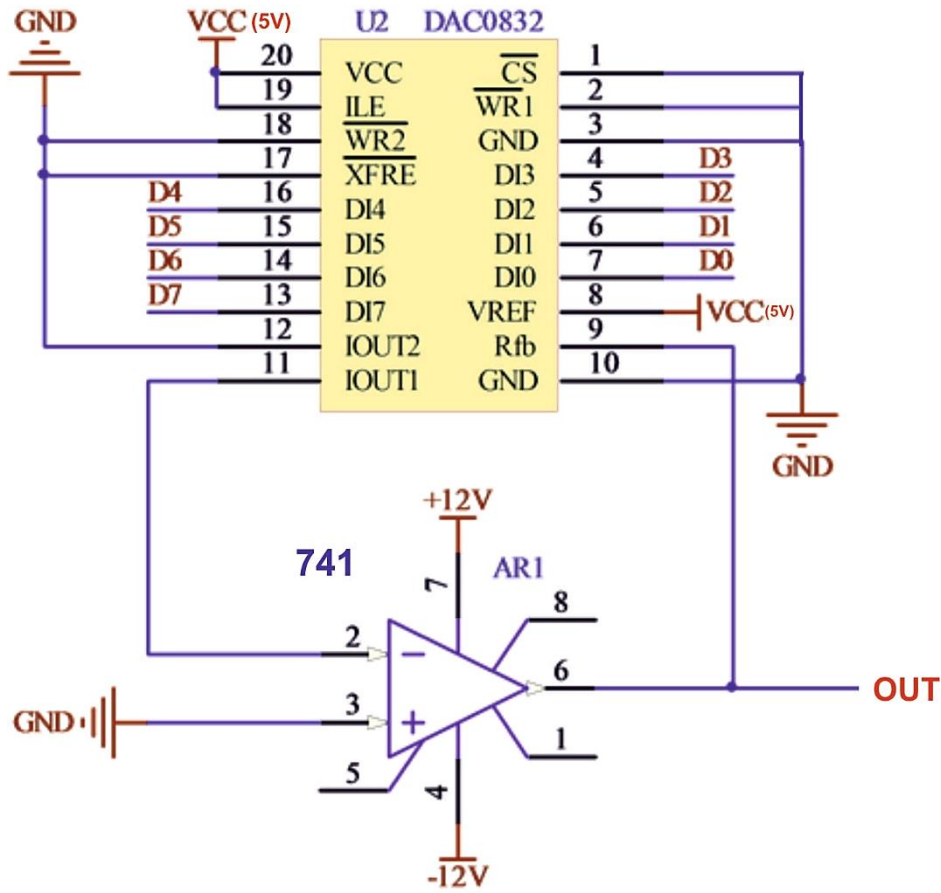 GND VCC (5V) U2 DAC0832
20 VCC CS 1
19 ILE WR1 2
18 WR2 GND 3
17 XFRE DI3 4 D3
D4 16 DI4 DI2 5 D2
D5 15 DI5 DI1 6 D1
D6 14 DI6 DI0 7 D0
D7 13 DI7 VREF 8 VCC (5V)
12 IOUT2 Rfb 9
11 IOUT1 GND 10
GND
+12V
741 7 AR1
8
2 −
6 OUT
GND 3 +
1
5 4
-12V